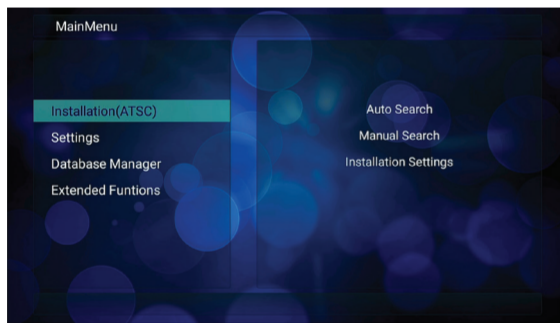 MainMenu
Installation(ATSC)
Settings
Database Manager
Extended Funtions
Auto Search
Manual Search
Installation Settings